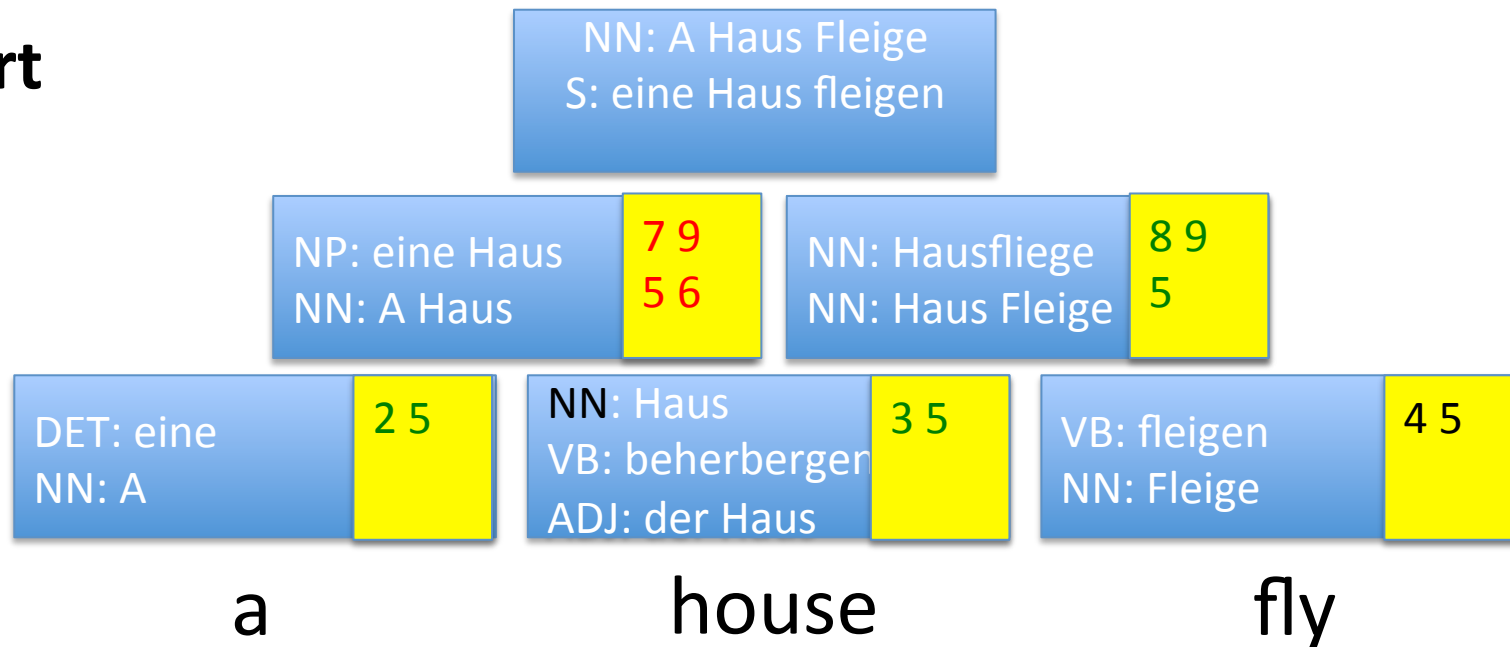 rt
NN: A Haus Fleige
S: eine Haus fleigen
NP: eine Haus
NN: A Haus
7 9
5 6
NN: Hausfliege
NN: Haus Fleige
8 9
5
DET: eine
NN: A
2 5
NN: Haus
VB: beherbergen
ADJ: der Haus
3 5
VB: fleigen
NN: Fleige
4 5
a
house
fly